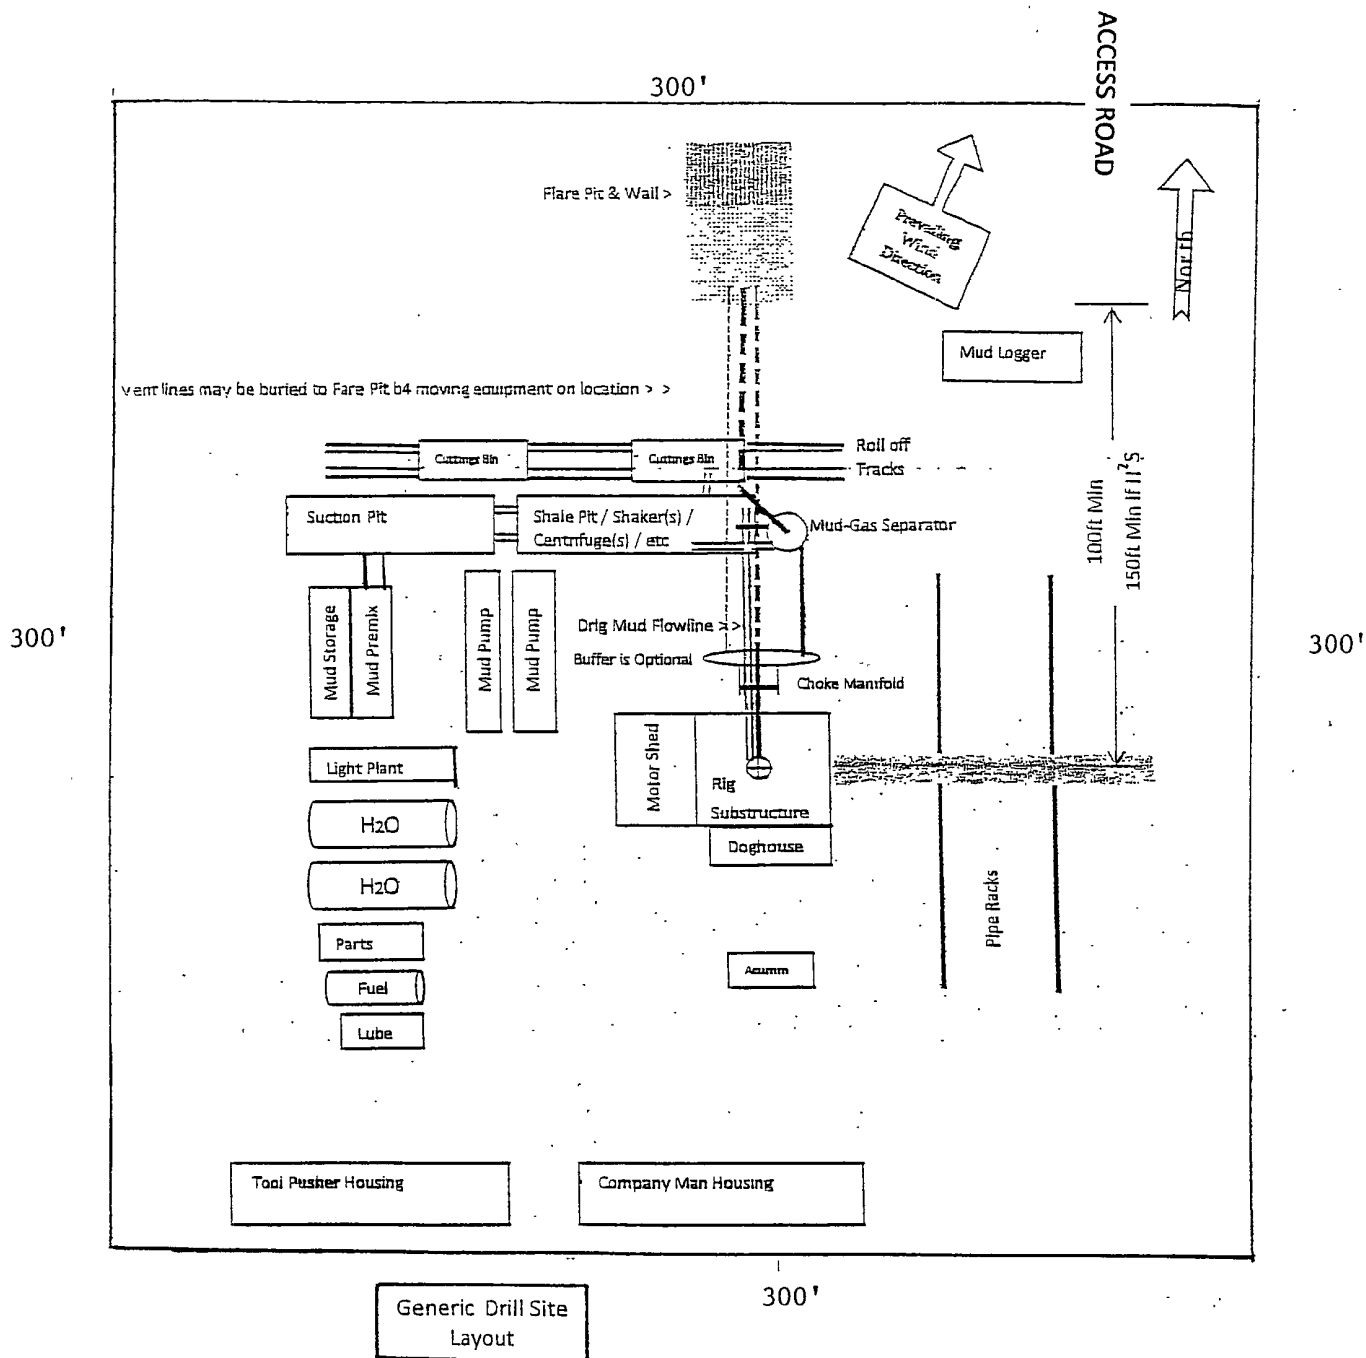 ACCESS ROAD
300'
Flare Pit & Wall >
Prevailing
Wind
Direction
North
Mud Logger
vent lines may be buried to Fare Pit b4 moving equipment on location > >
Cuttings Bin
Cuttings Bin
Roll off
Tracks
100ft Min
150ft Min If H2S
Suction Pit
Shale Pit / Shaker(s) /
Centrifuge(s) / etc
Mud-Gas Separator
Mud Storage
Mud Premix
Mud Pump
Mud Pump
Drlg Mud Flowline >>
300'
300'
Buffer is Optional
Choke Manifold
Motor Shed
Rig
Substructure
Light Plant
H2O
Doghouse
H2O
Pipe Racks
Parts
Acumm
Fuel
Lube
Tool Pusher Housing
Company Man Housing
300'
Generic Drill Site
Layout